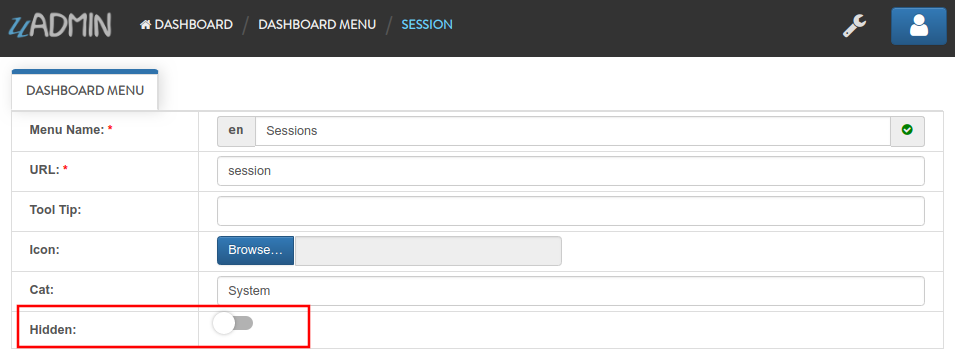 uADMIN DASHBOARD / DASHBOARD MENU / SESSION
DASHBOARD MENU
Menu Name: * en Sessions
URL: * session
Tool Tip:
Icon: Browse...
Cat: System
Hidden: